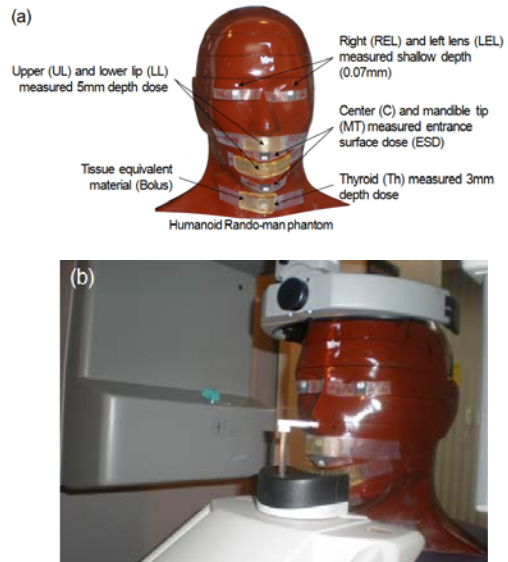 (a)
Right (REL) and left lens (LEL)
measured shallow depth
(0.07mm)
Upper (UL) and lower lip (LL)
measured 5mm depth dose
Center (C) and mandible tip
(MT) measured entrance
surface dose (ESD)
Tissue equivalent
material (Bolus)
Thyroid (Th) measured 3mm
depth dose
Humanoid Rando-man phantom
(b)